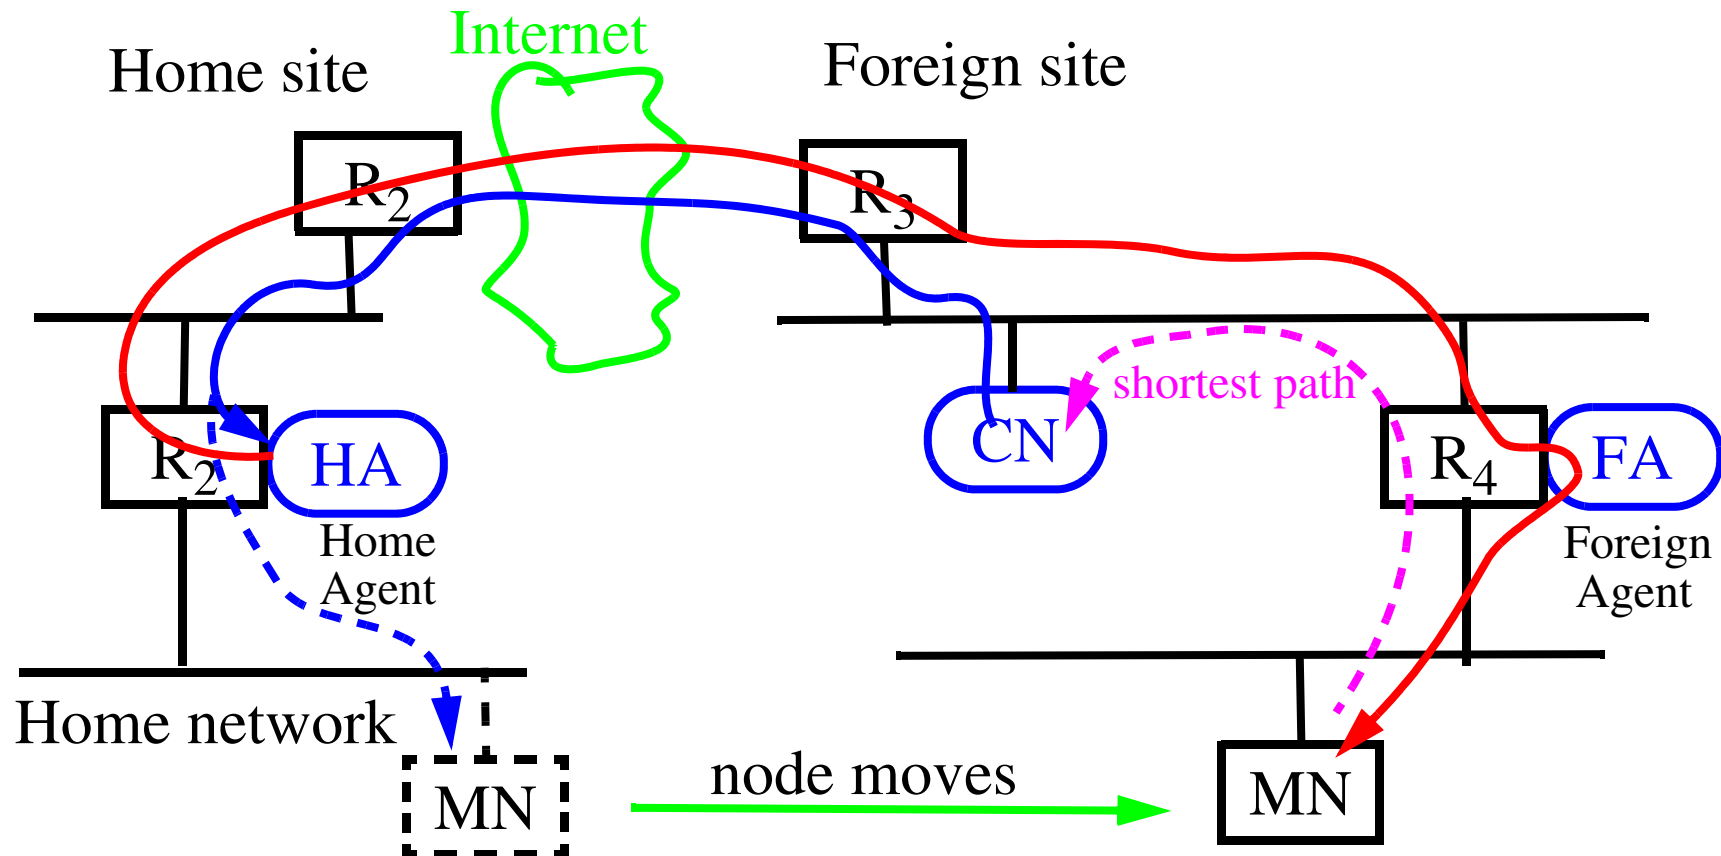 Internet
Home site
Foreign site
R2
R3
shortest path
R2
HA
CN
R4
FA
Home
Agent
Foreign
Agent
Home network
node moves
MN
MN